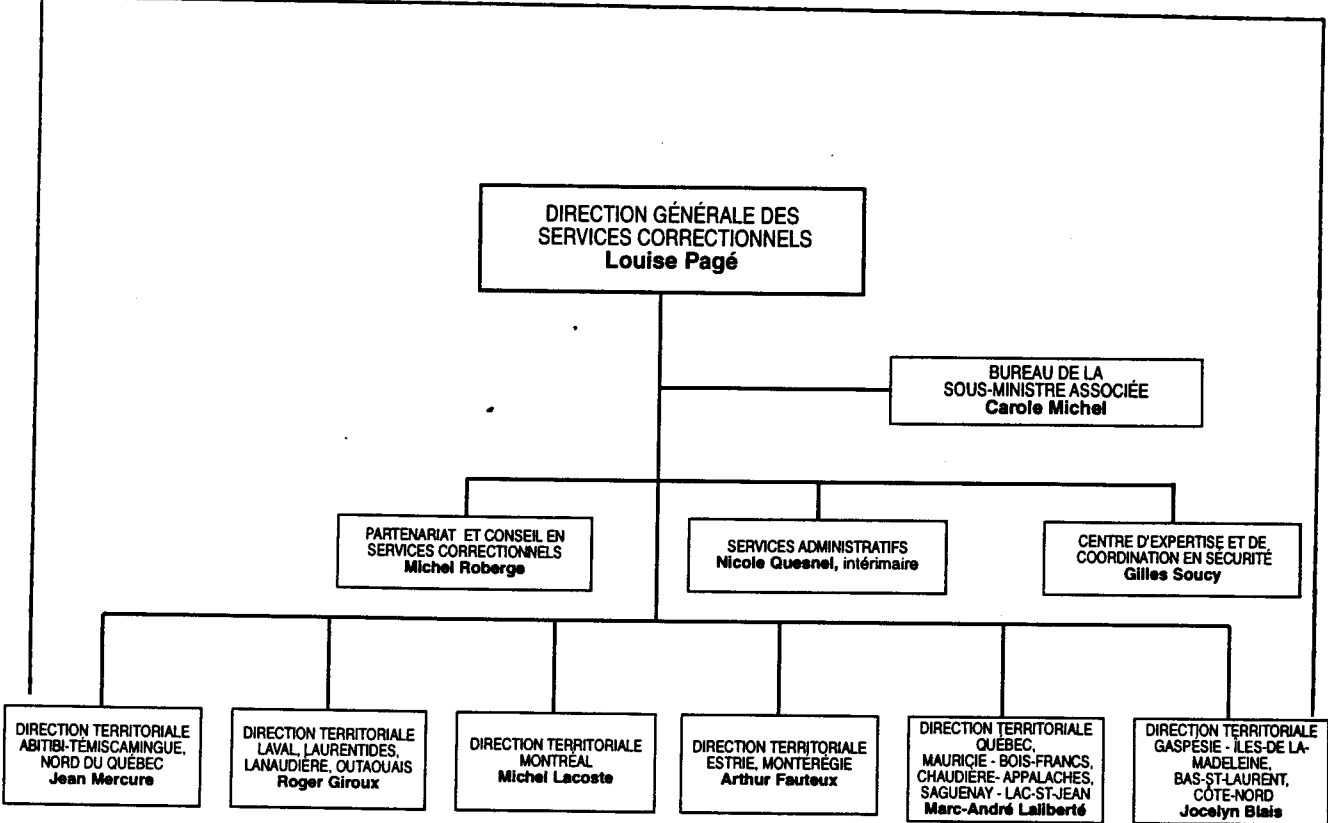 DIRECTION GÉNÉRALE DES
SERVICES CORRECTIONNELS
Louise Pagé
BUREAU DE LA
SOUS-MINISTRE ASSOCIÉE
Carole Michel
PARTENARIAT ET CONSEIL EN
SERVICES CORRECTIONNELS
Michel Roberge
SERVICES ADMINISTRATIFS
Nicole Quesnel, intérimaire
CENTRE D'EXPERTISE ET DE
COORDINATION EN SÉCURITÉ
Gilles Soucy
DIRECTION TERRITORIALE
ABITIBI-TÉMISCAMINGUE,
NORD DU QUÉBEC
Jean Mercure
DIRECTION TERRITORIALE
LAVAL, LAURENTIDES,
LANAUDIÈRE, OUTAOUAIS
Roger Giroux
DIRECTION TERRITORIALE
MONTRÉAL
Michel Lacoste
DIRECTION TERRITORIALE
ESTRIE, MONTÉRÉGIE
Arthur Fauteux
DIRECTION TERRITORIALE
QUÉBEC,
MAURICIE - BOIS-FRANCS,
CHAUDIÈRE- APPALACHES,
SAGUENAY - LAC-ST-JEAN
Marc-André Laliberté
DIRECTION TERRITORIALE
GASPÉSIE - ÎLES-DE LA-
MADELEINE,
BAS-ST-LAURENT,
CÔTE-NORD
Jocelyn Blais